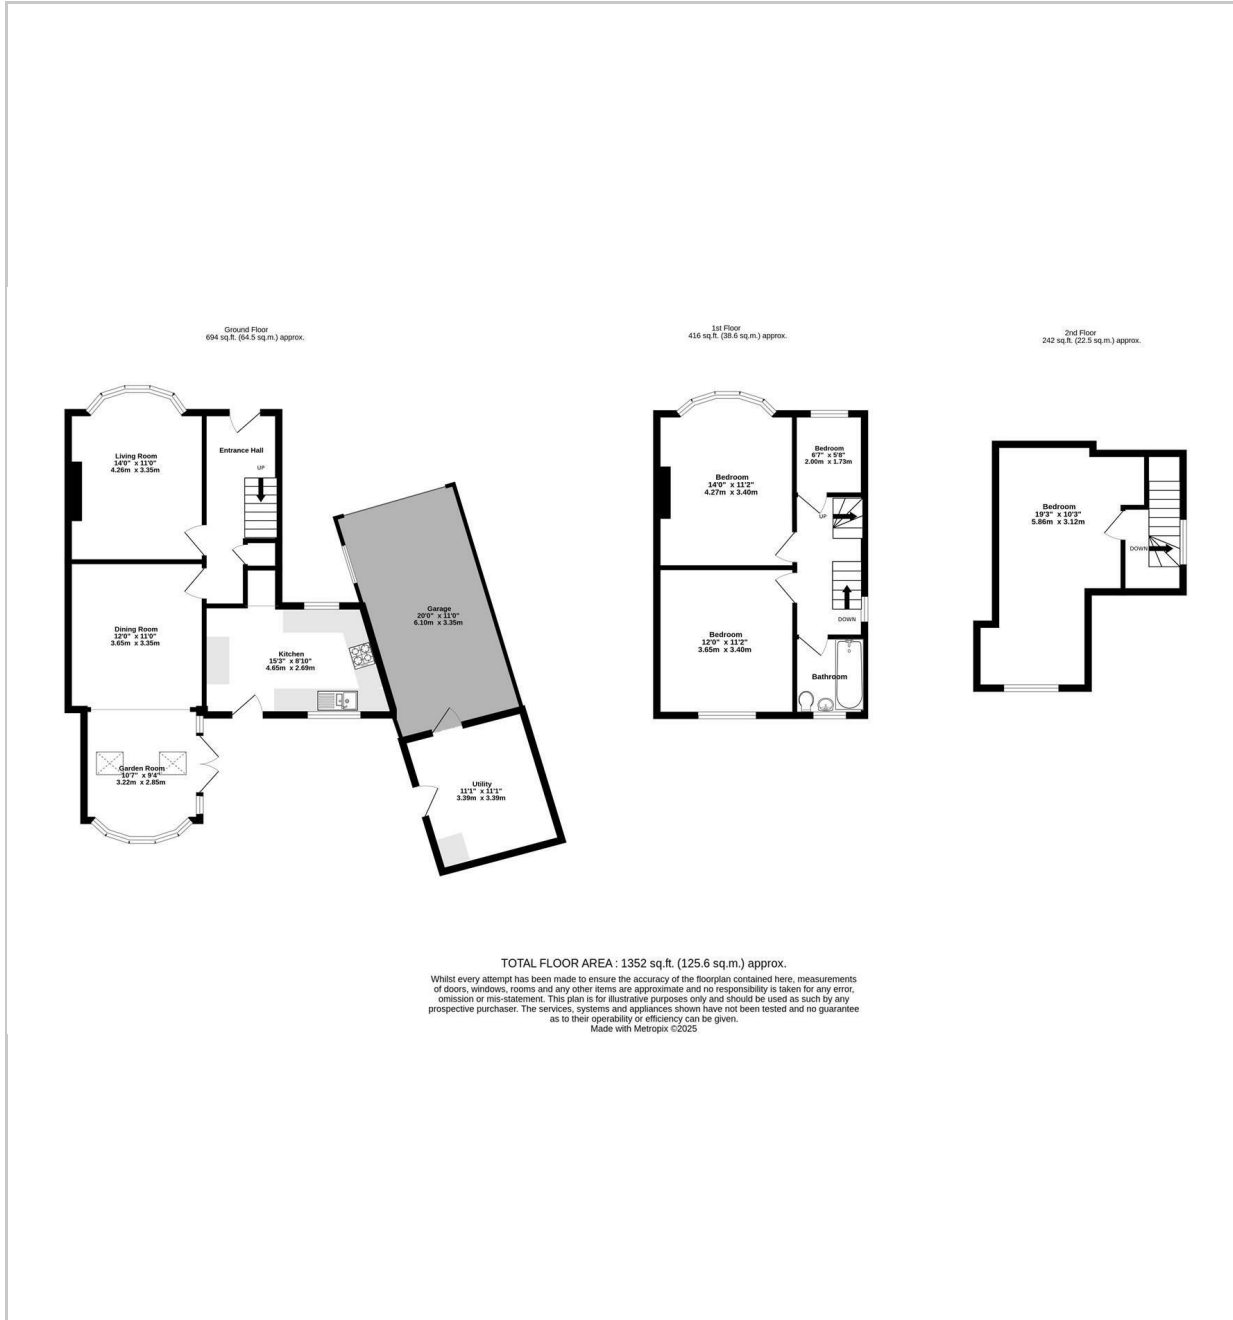 Ground Floor
694 sq.ft. (64.5 sq.m.) approx.
Living Room
14'0" x 11'0"
4.26m x 3.35m
Entrance Hall
UP
Dining Room
12'0" x 11'0"
3.65m x 3.35m
Kitchen
15'3" x 8'10"
4.65m x 2.69m
Garage
20'0" x 11'0"
6.10m x 3.35m
Garden Room
10'7" x 9'4"
3.22m x 2.85m
Utility
11'1" x 11'1"
3.39m x 3.39m
1st Floor
416 sq.ft. (38.6 sq.m.) approx.
Bedroom
14'0" x 11'2"
4.27m x 3.40m
Bedroom
6'7" x 5'8"
2.00m x 1.73m
UP
DOWN
Bedroom
12'0" x 11'2"
3.65m x 3.40m
Bathroom
2nd Floor
242 sq.ft. (22.5 sq.m.) approx.
Bedroom
19'3" x 10'3"
5.86m x 3.12m
DOWN
TOTAL FLOOR AREA : 1352 sq.ft. (125.6 sq.m.) approx.
Whilst every attempt has been made to ensure the accuracy of the floorplan contained here, measurements
of doors, windows, rooms and any other items are approximate and no responsibility is taken for any error,
omission or mis-statement. This plan is for illustrative purposes only and should be used as such by any
prospective purchaser. The services, systems and appliances shown have not been tested and no guarantee
as to their operability or efficiency can be given.
Made with Metropix ©2025